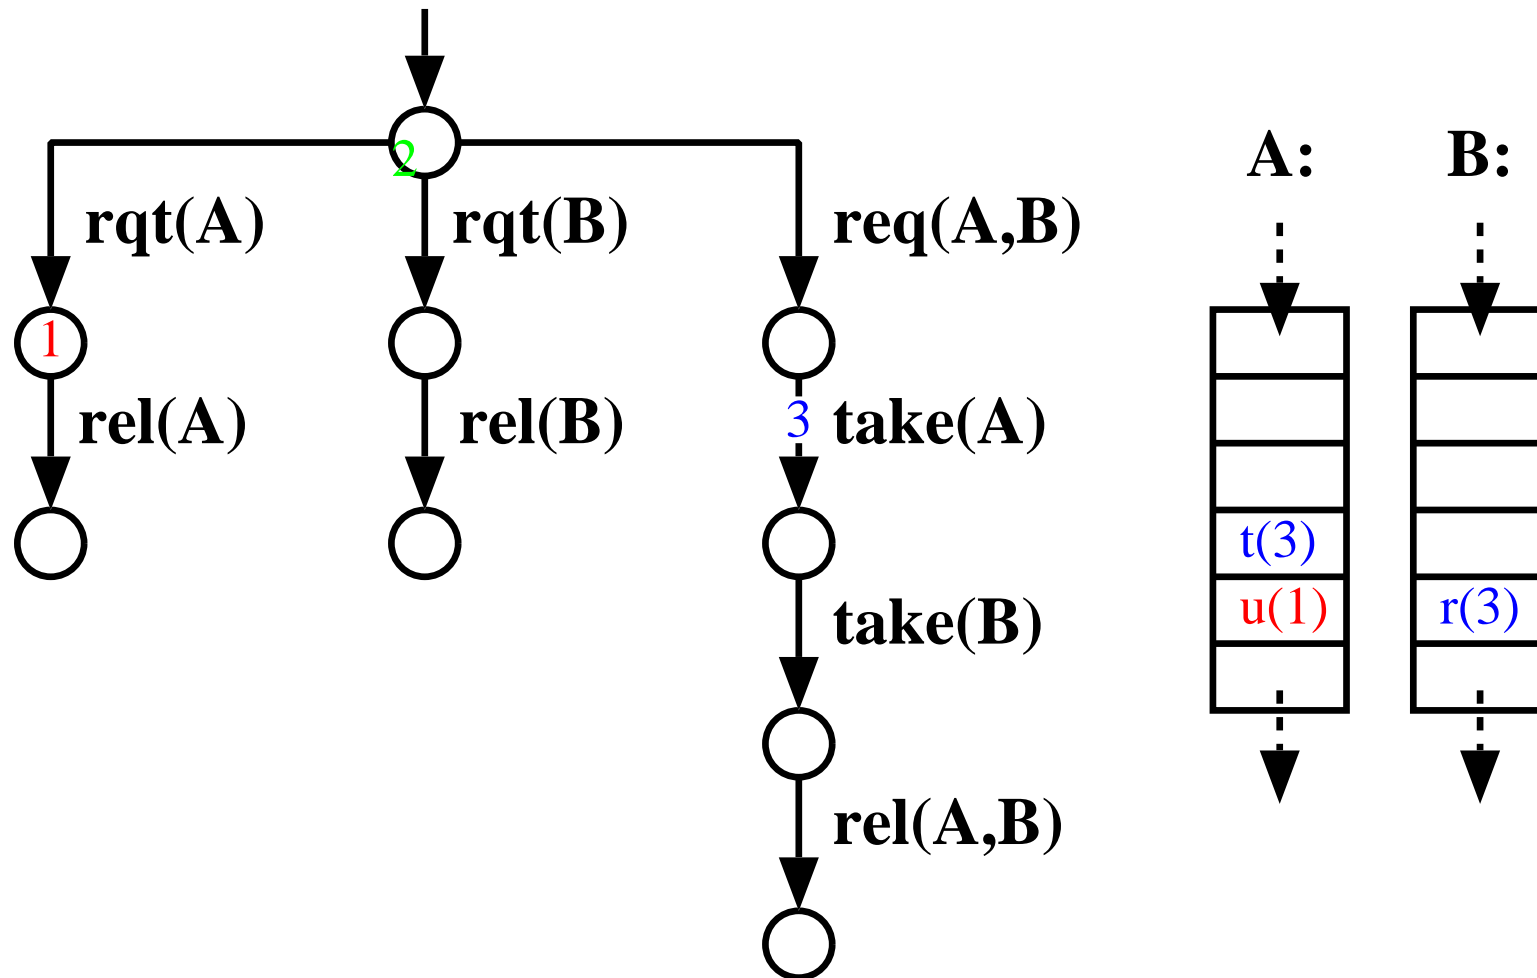 A: B:
2
rqt(A) rqt(B) req(A,B)
1
rel(A) rel(B) 3 take(A)
t(3)
u(1) r(3)
take(B)
rel(A,B)